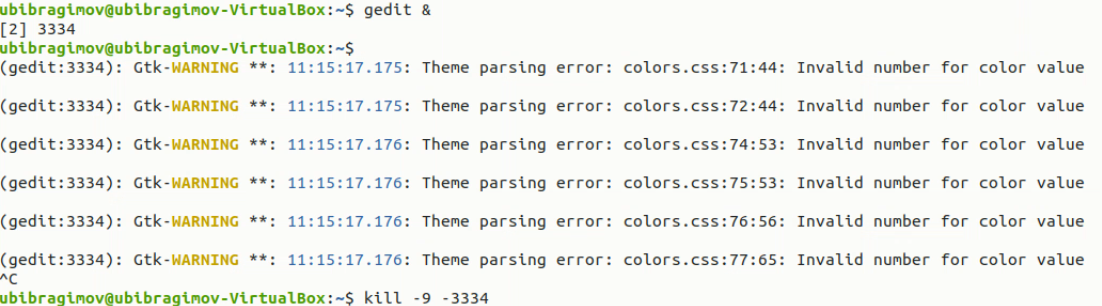 ubibragimov@ubibragimov-VirtualBox:~$ gedit &
[2] 3334
ubibragimov@ubibragimov-VirtualBox:~$
(gedit:3334): Gtk-WARNING **: 11:15:17.175: Theme parsing error: colors.css:71:44: Invalid number for color value
(gedit:3334): Gtk-WARNING **: 11:15:17.175: Theme parsing error: colors.css:72:44: Invalid number for color value
(gedit:3334): Gtk-WARNING **: 11:15:17.176: Theme parsing error: colors.css:74:53: Invalid number for color value
(gedit:3334): Gtk-WARNING **: 11:15:17.176: Theme parsing error: colors.css:75:53: Invalid number for color value
(gedit:3334): Gtk-WARNING **: 11:15:17.176: Theme parsing error: colors.css:76:56: Invalid number for color value
(gedit:3334): Gtk-WARNING **: 11:15:17.176: Theme parsing error: colors.css:77:65: Invalid number for color value
^C
ubibragimov@ubibragimov-VirtualBox:~$ kill -9 -3334